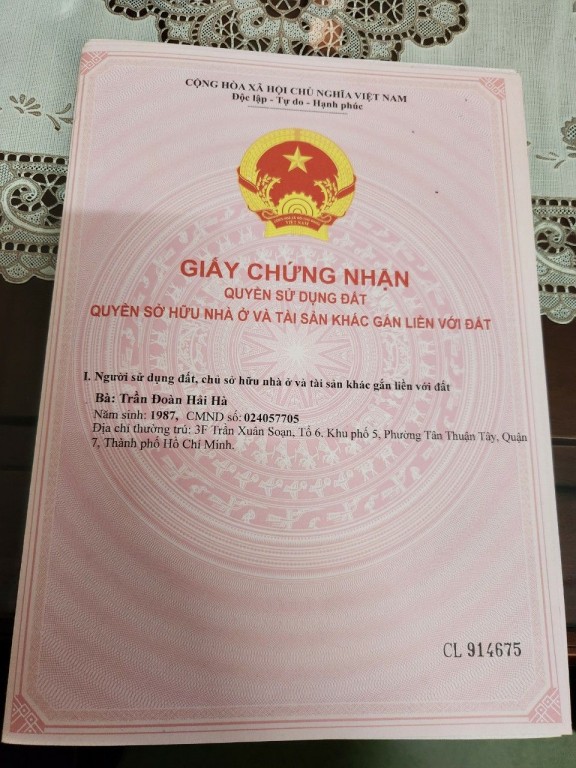 CỘNG HÒA XÃ HỘI CHỦ NGHĨA VIỆT NAM
Độc lập - Tự do - Hạnh phúc
GIẤY CHỨNG NHẬN
QUYỀN SỬ DỤNG ĐẤT
QUYỀN SỞ HỮU NHÀ Ở VÀ TÀI SẢN KHÁC GẮN LIỀN VỚI ĐẤT
I. Người sử dụng đất, chủ sở hữu nhà ở và tài sản khác gắn liền với đất
Bà: Trần Đoàn Hải Hà
Năm sinh: 1987, CMND số: 024057705
Địa chỉ thường trú: 3F Trần Xuân Soạn, Tổ 6, Khu phố 5, Phường Tân Thuận Tây, Quận
7, Thành phố Hồ Chí Minh.
CL 914675